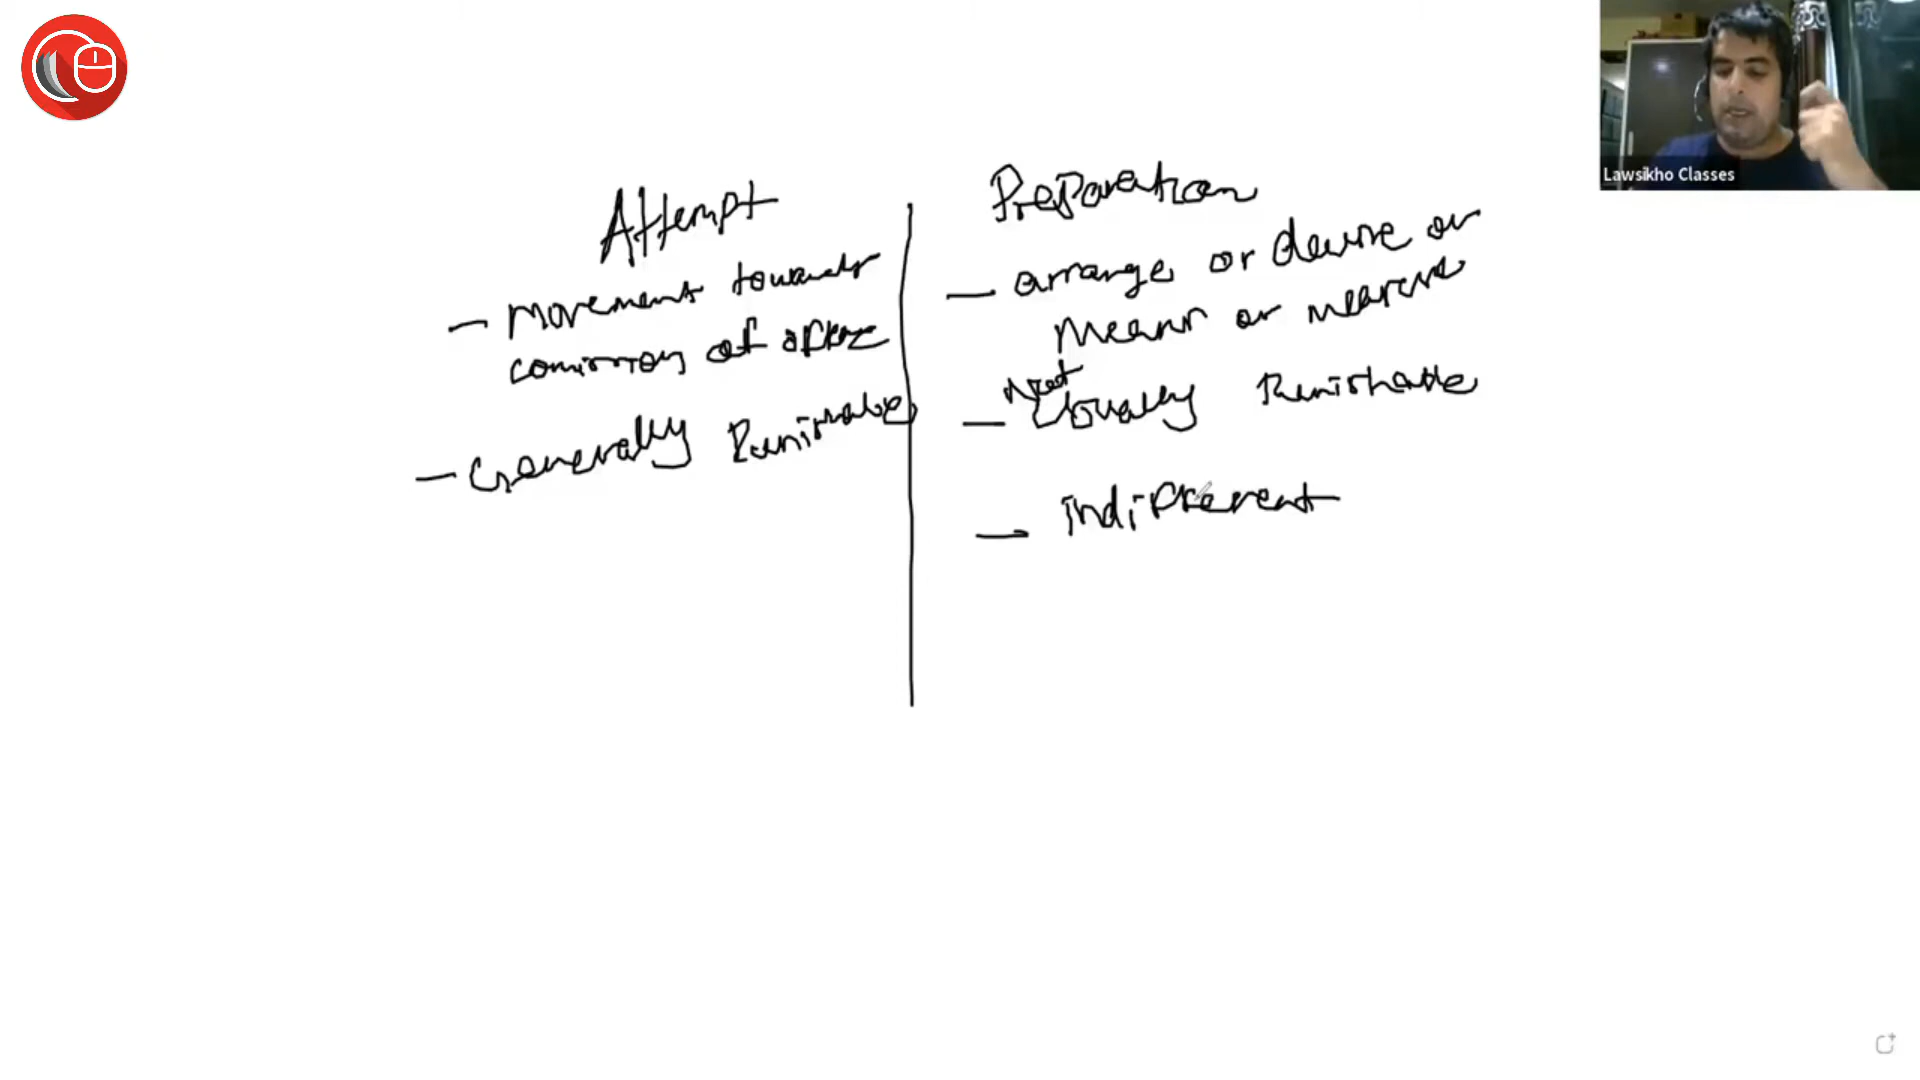 Lawsikho Classes
Attempt
- movement towards
commission of offence
- Generally Punishable
Preparation
- arrange or devise or
means or measure
- Not Usually Punishable
- indifferent